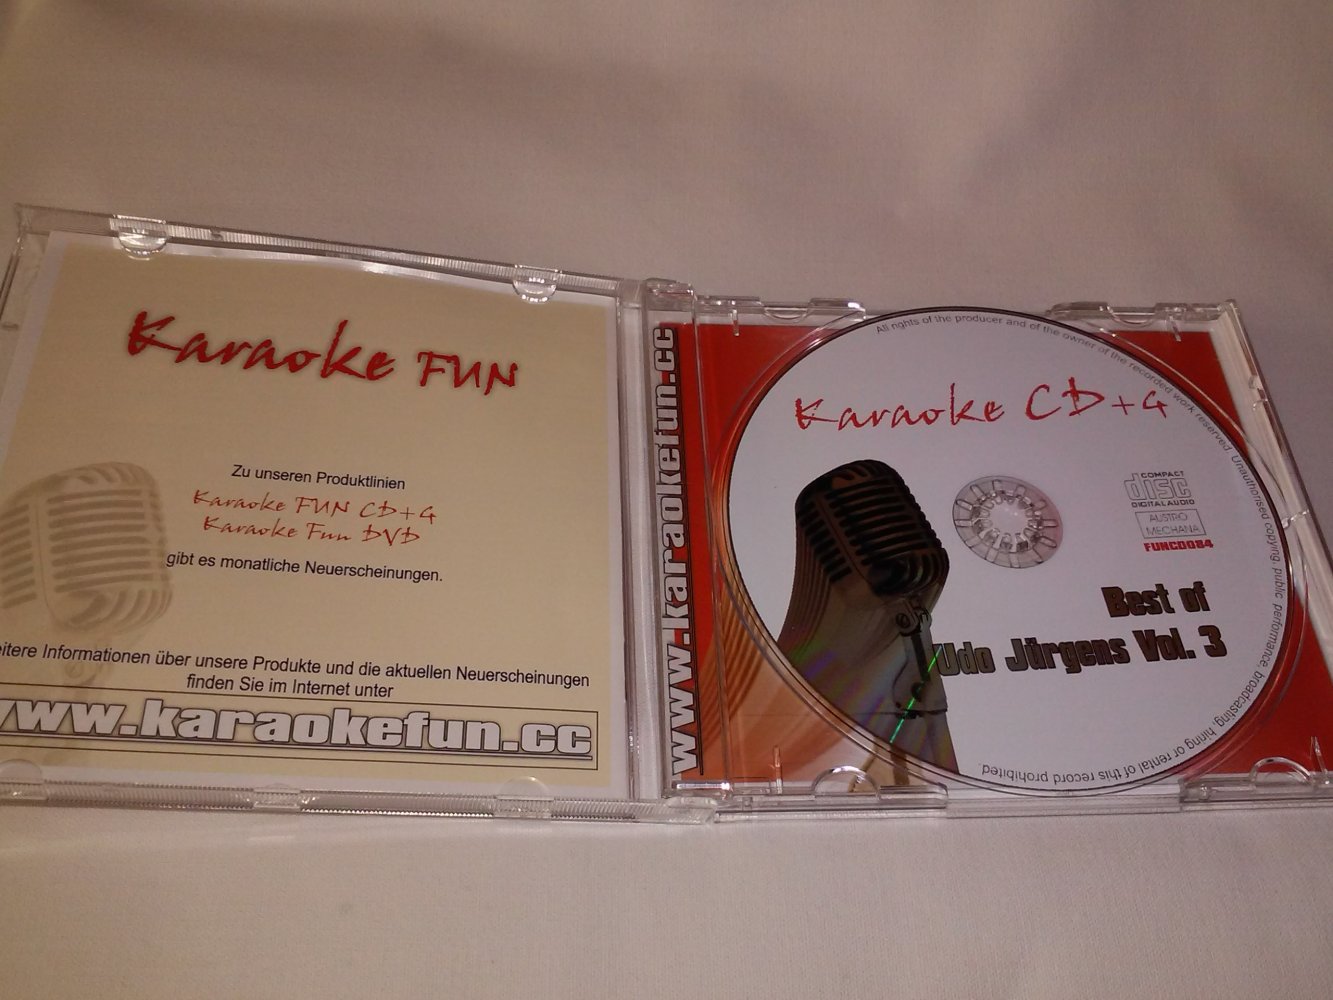 Karaoke FUN
Zu unseren Produktlinien
Karaoke FUN CD+G
Karaoke Fun DVD
gibt es monatliche Neuerscheinungen.
eitere Informationen über unsere Produkte und die aktuellen Neuerscheinungen
finden Sie im Internet unter
www.karaokefun.cc
www.karaokefun.cc
All rights of the producer and of the owner of the recorded work reserved. Unauthorised copying, public performance, broadcasting, hiring or rental of this record prohibited.
Karaoke CD+G
COMPACT
disc
DIGITAL AUDIO
AUSTRO
MECHANA
FUNCD084
Best of
Udo Jürgens Vol. 3